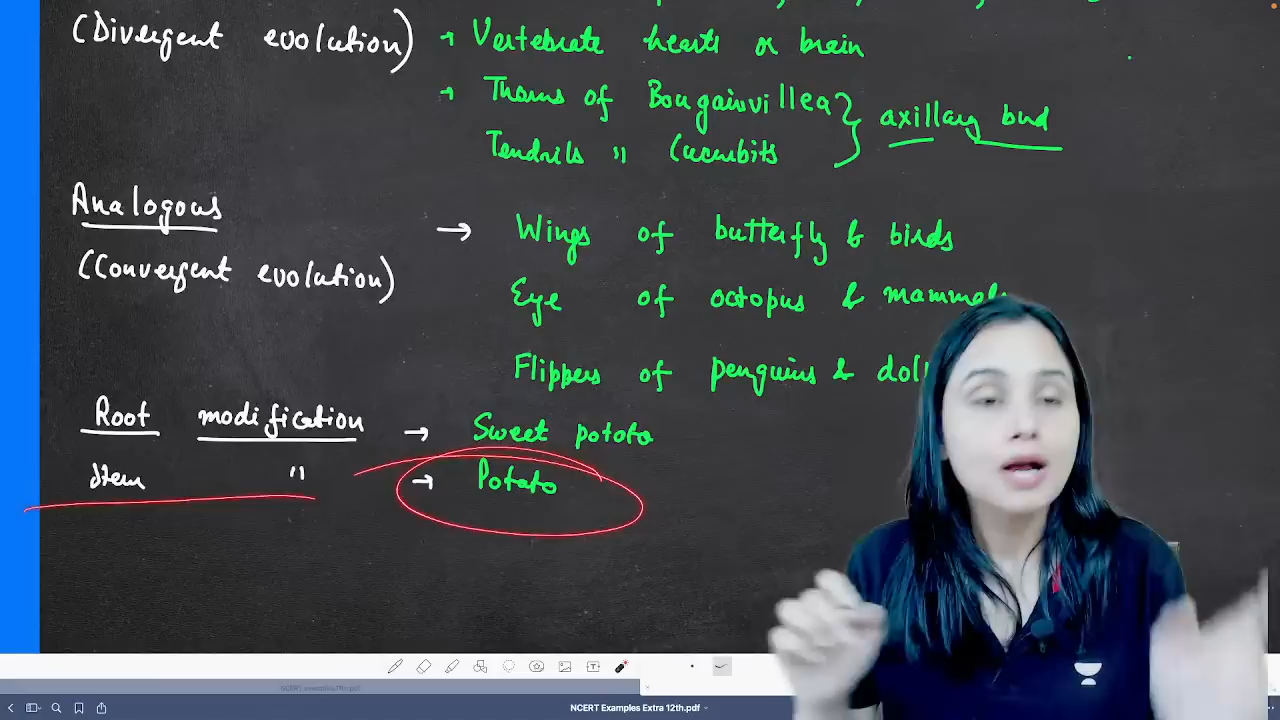 (Divergent evolution) → Vertebrate hearts or brain
→ Thorns of Bougainvillea } axillary bud
Tendrils " Cucurbits
Analogous → Wings of butterfly & birds
(Convergent evolution)
Eye of octopus & mammals
Flippers of penguins & dol
Root modification → Sweet potato
Stem " → Potato
NCERT Examples Extra 12th.pdf